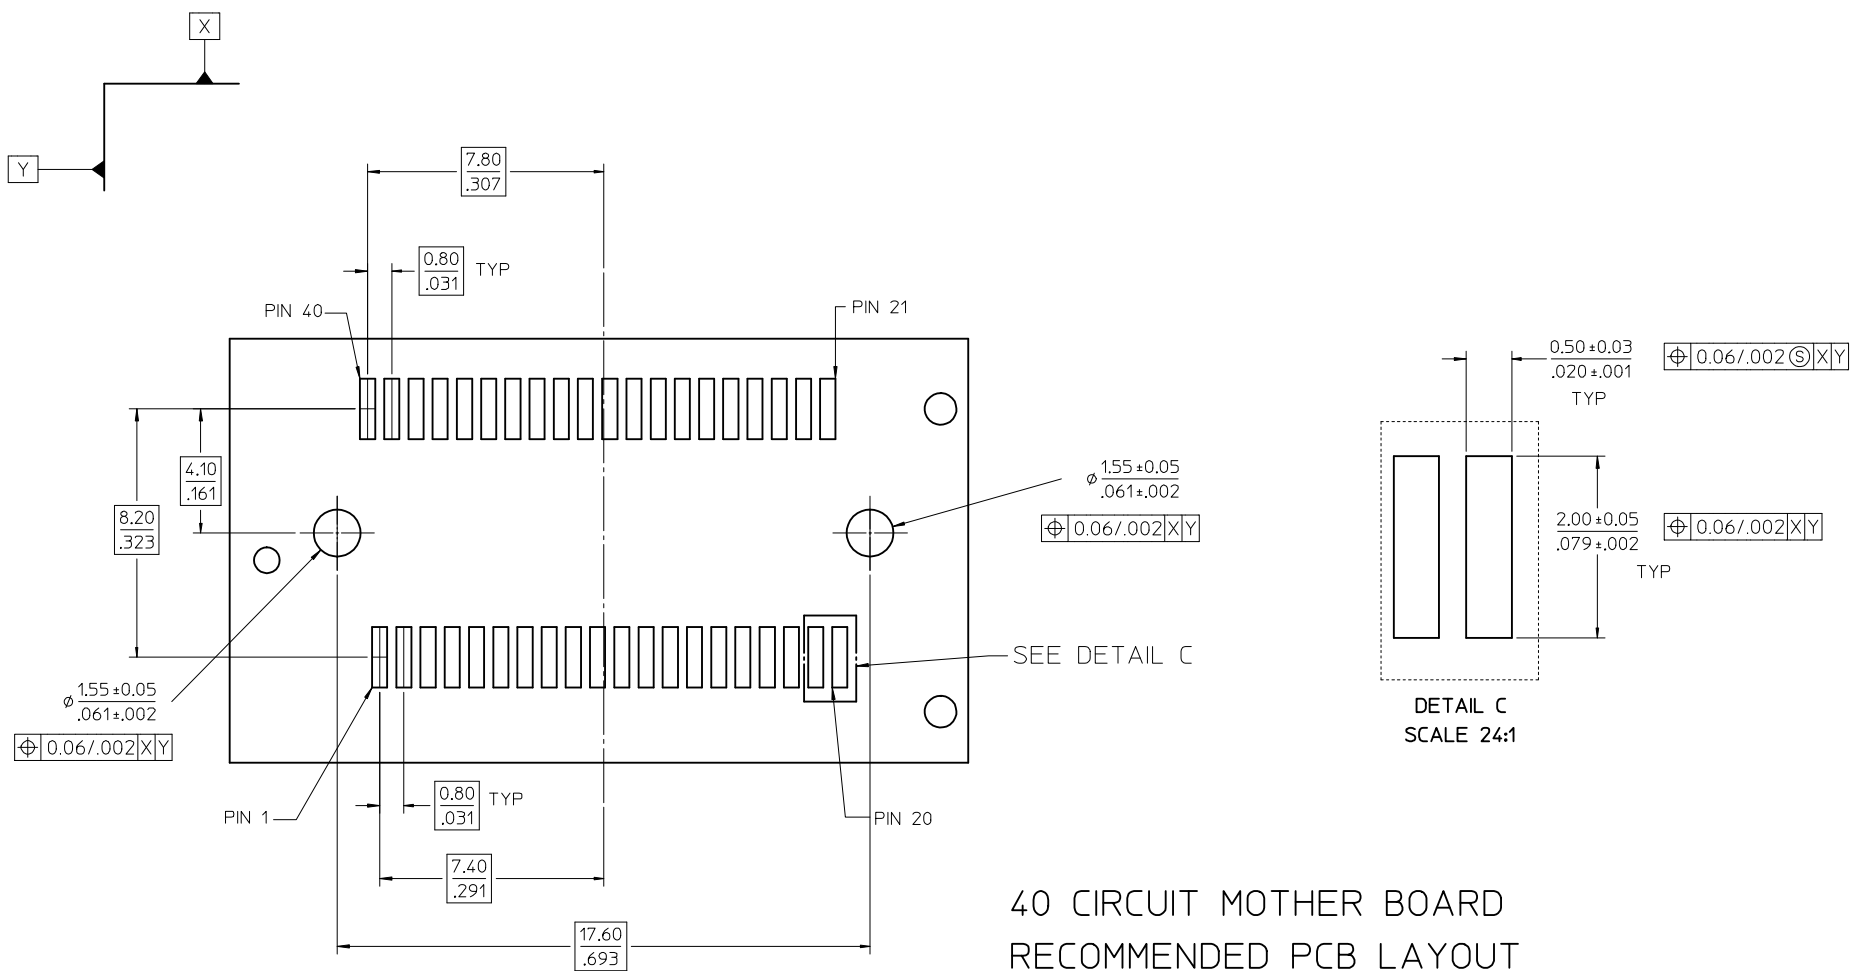 X
Y
7.80
.307
0.80
.031
TYP
PIN 40
PIN 21
4.10
.161
8.20
.323
⌀ 1.55 ±0.05
.061±.002
⌖ 0.06/.002 X Y
SEE DETAIL C
⌀ 1.55 ±0.05
.061±.002
⌖ 0.06/.002 X Y
PIN 1
0.80
.031
TYP
PIN 20
7.40
.291
17.60
.693
0.50 ±0.03
.020 ±.001
TYP
⌖ 0.06/.002 Ⓢ X Y
2.00 ±0.05
.079 ±.002
TYP
⌖ 0.06/.002 X Y
DETAIL C
SCALE 24:1
40 CIRCUIT MOTHER BOARD
RECOMMENDED PCB LAYOUT